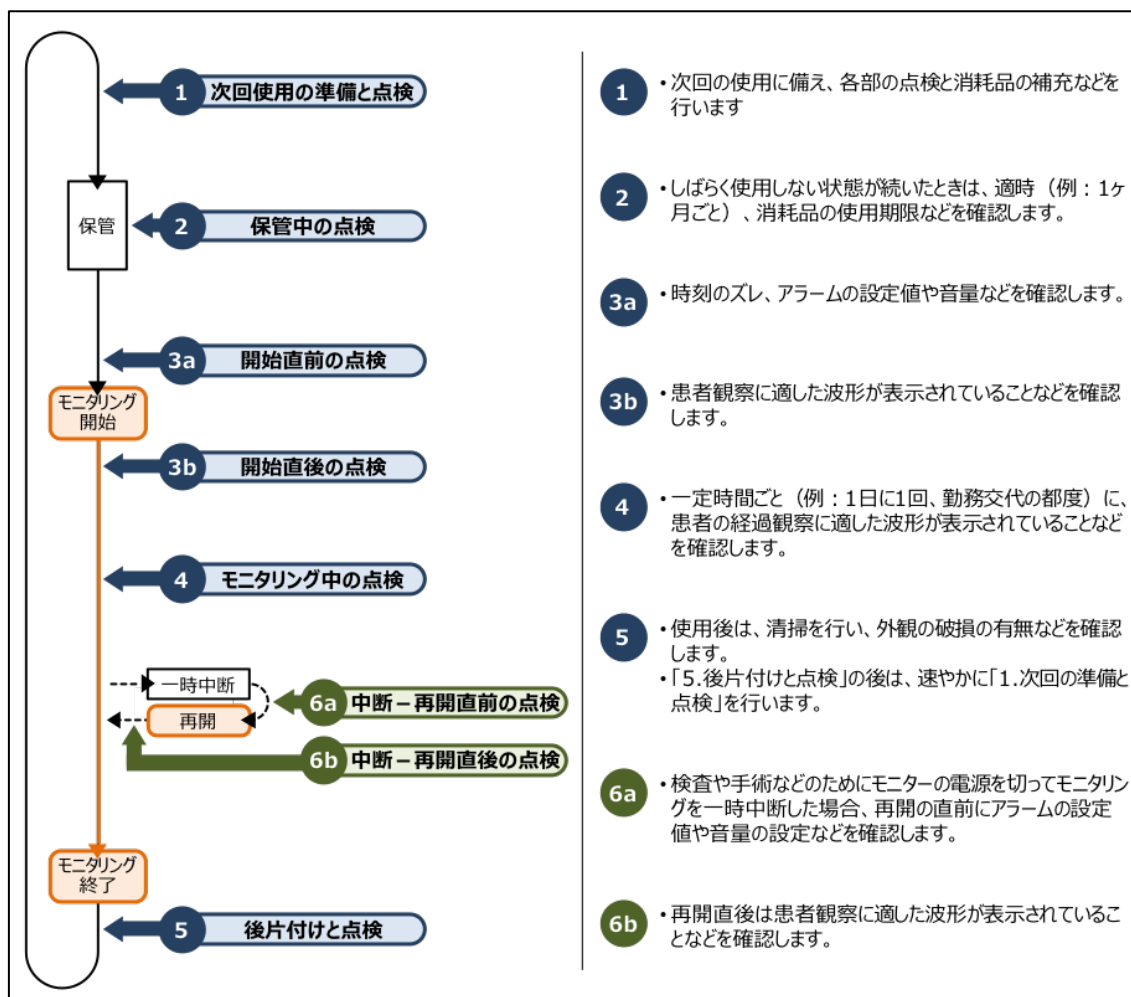 1 次回使用の準備と点検
保管
2 保管中の点検
3a 開始直前の点検
モニタリング
開始
3b 開始直後の点検
4 モニタリング中の点検
一時中断
再開
6a 中断－再開直前の点検
6b 中断－再開直後の点検
モニタリング
終了
5 後片付けと点検
1 ・次回の使用に備え、各部の点検と消耗品の補充などを
行います
2 ・しばらく使用しない状態が続いたときは、適時（例：1ヶ
月ごと）、消耗品の使用期限などを確認します。
3a ・時刻のズレ、アラームの設定値や音量などを確認します。
3b ・患者観察に適した波形が表示されていることなどを確認
します。
4 ・一定時間ごと（例：1日に1回、勤務交代の都度）に、
患者の経過観察に適した波形が表示されていることなど
を確認します。
5 ・使用後は、清掃を行い、外観の破損の有無などを確認
します。
・「5.後片付けと点検」の後は、速やかに「1.次回の準備と
点検」を行います。
6a ・検査や手術などのためにモニターの電源を切ってモニタリン
グを一時中断した場合、再開の直前にアラームの設定
値や音量の設定などを確認します。
6b ・再開直後は患者観察に適した波形が表示されているこ
となどを確認します。